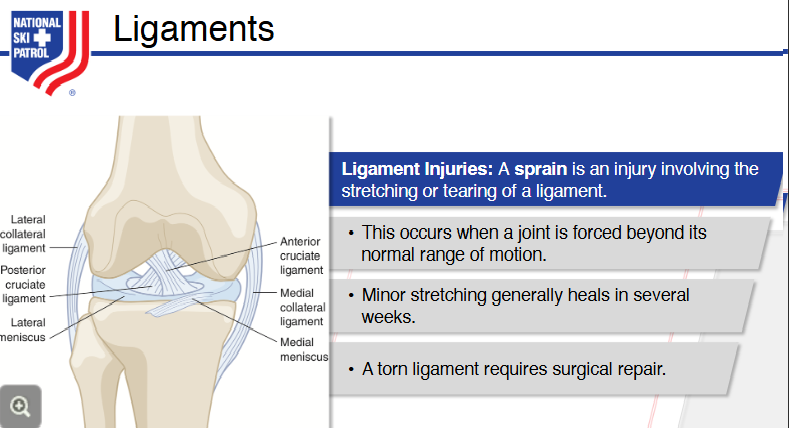 NATIONAL
SKI
PATROL
®
Ligaments
Lateral
collateral
ligament
Posterior
cruciate
ligament
Lateral
meniscus
Anterior
cruciate
ligament
Medial
collateral
ligament
Medial
meniscus
Ligament Injuries: A sprain is an injury involving the
stretching or tearing of a ligament.
• This occurs when a joint is forced beyond its
normal range of motion.
• Minor stretching generally heals in several
weeks.
• A torn ligament requires surgical repair.